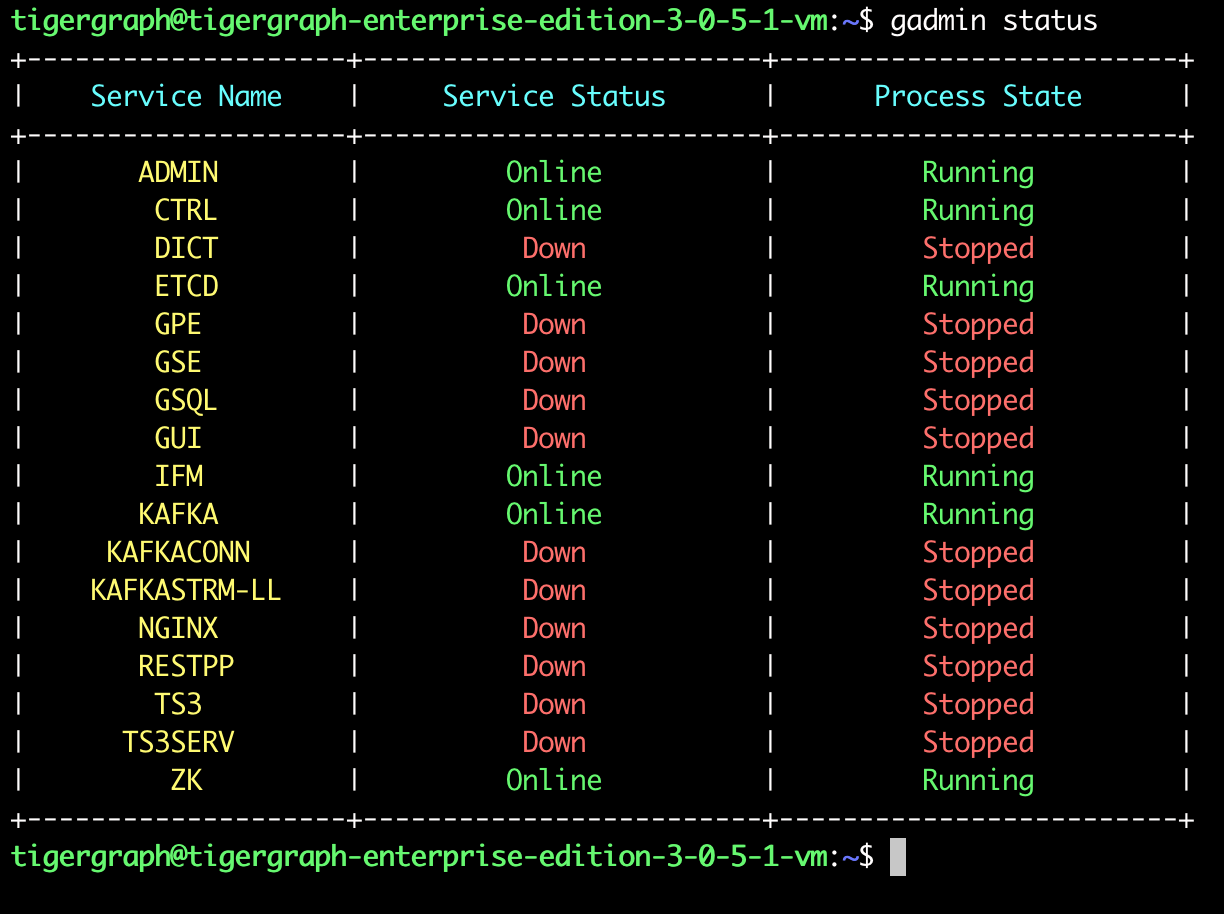 tigergraph@tigergraph-enterprise-edition-3-0-5-1-vm:~$ gadmin status
+--------------------+-------------------------+-------------------------+
|    Service Name    |     Service Status      |      Process State      |
+--------------------+-------------------------+-------------------------+
|       ADMIN        |         Online          |         Running         |
|        CTRL        |         Online          |         Running         |
|        DICT        |          Down           |         Stopped         |
|        ETCD        |         Online          |         Running         |
|        GPE         |          Down           |         Stopped         |
|        GSE         |          Down           |         Stopped         |
|        GSQL        |          Down           |         Stopped         |
|        GUI         |          Down           |         Stopped         |
|        IFM         |         Online          |         Running         |
|       KAFKA        |         Online          |         Running         |
|     KAFKACONN      |          Down           |         Stopped         |
|    KAFKASTRM-LL    |          Down           |         Stopped         |
|       NGINX        |          Down           |         Stopped         |
|       RESTPP       |          Down           |         Stopped         |
|        TS3         |          Down           |         Stopped         |
|      TS3SERV       |          Down           |         Stopped         |
|         ZK         |         Online          |         Running         |
+--------------------+-------------------------+-------------------------+
tigergraph@tigergraph-enterprise-edition-3-0-5-1-vm:~$